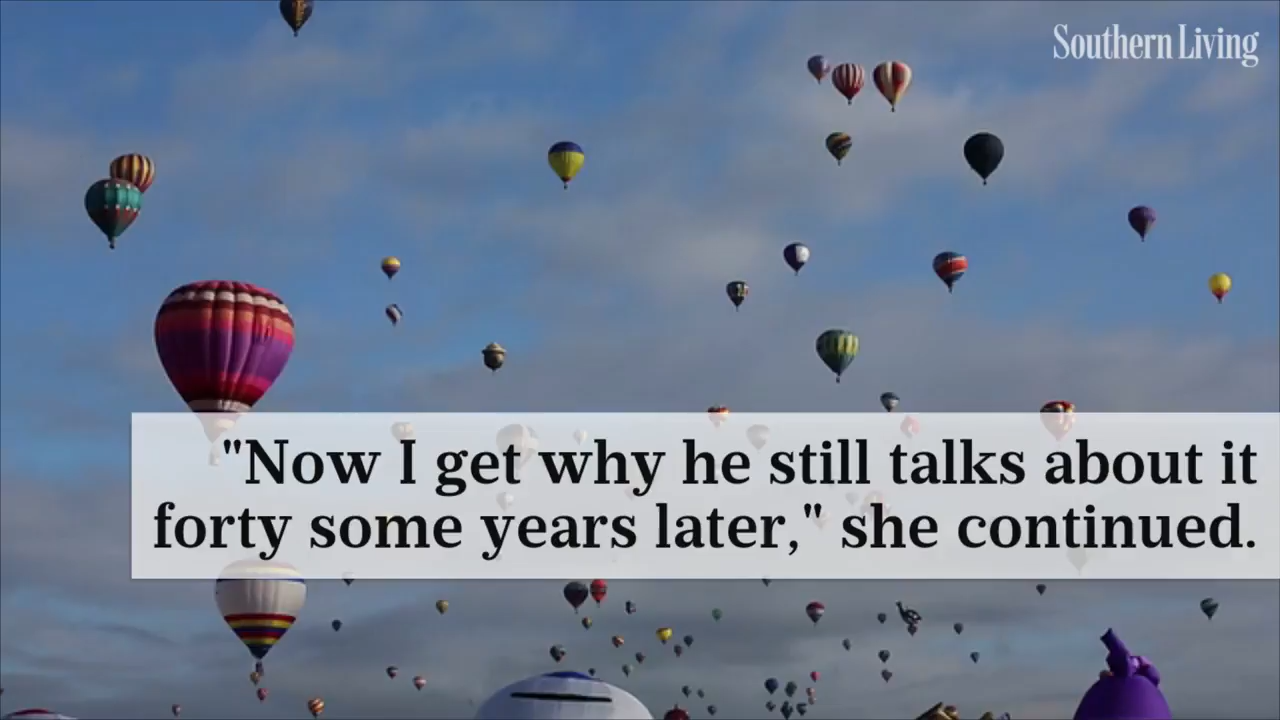 Southern Living
"Now I get why he still talks about it
forty some years later," she continued.